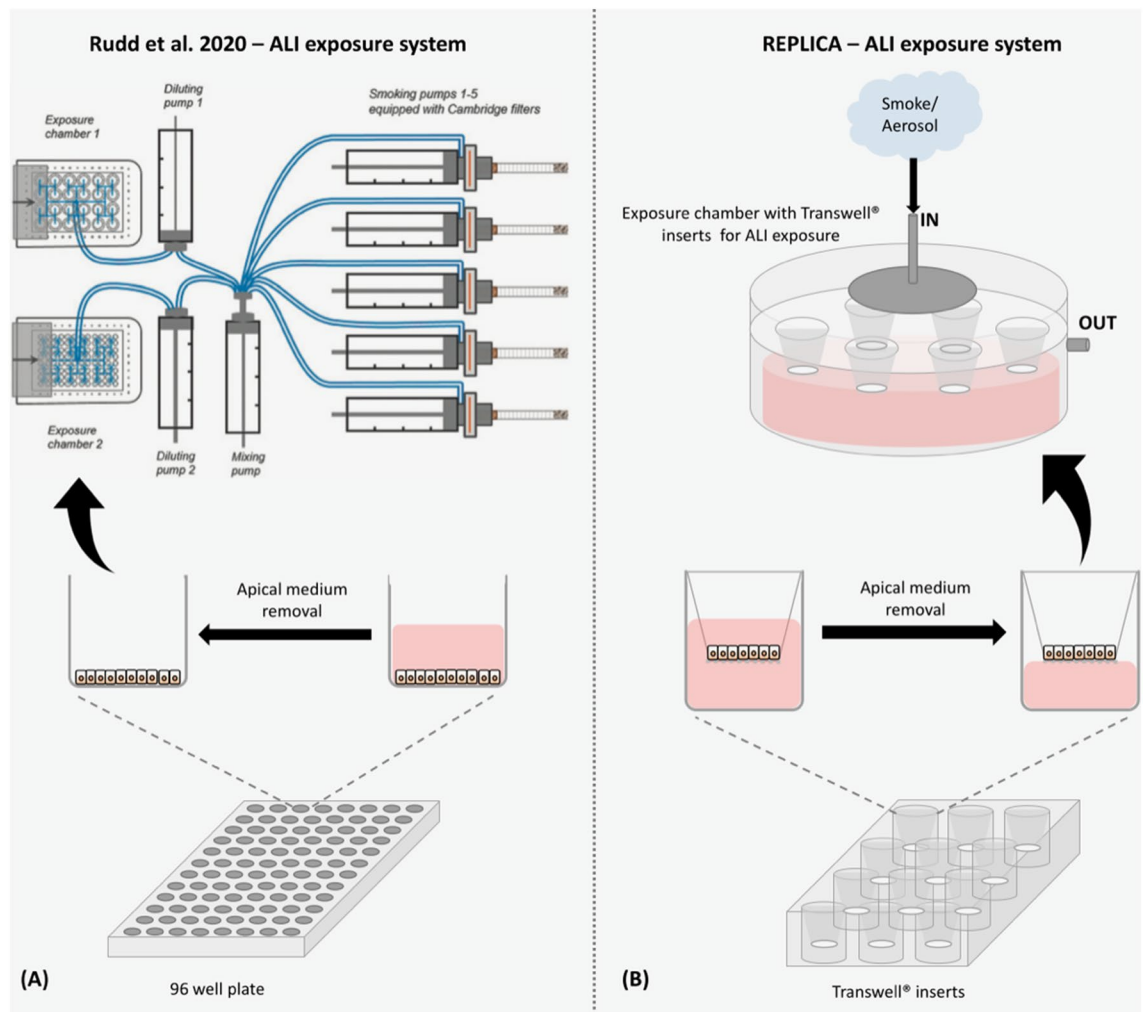 Rudd et al. 2020 – ALI exposure system
Diluting
pump 1
Smoking pumps 1-5
equipped with Cambridge filters
Exposure
chamber 1
Exposure
chamber 2
Diluting
pump 2
Mixing
pump
Apical medium
removal
(A)
96 well plate
REPLICA – ALI exposure system
Smoke/
Aerosol
IN
Exposure chamber with Transwell®
inserts for ALI exposure
OUT
Apical medium
removal
(B)
Transwell® inserts